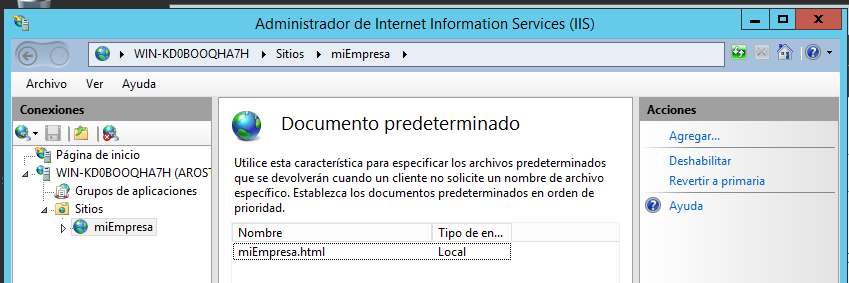 Administrador de Internet Information Services (IIS)
WIN-KD0BOOQHA7H Sitios miEmpresa
Archivo Ver Ayuda
Conexiones
Página de inicio
WIN-KD0BOOQHA7H (AROST
Grupos de aplicaciones
Sitios
miEmpresa
Documento predeterminado
Utilice esta característica para especificar los archivos predeterminados
que se devolverán cuando un cliente no solicite un nombre de archivo
específico. Establezca los documentos predeterminados en orden de
prioridad.
Nombre Tipo de en...
miEmpresa.html Local
Acciones
Agregar...
Deshabilitar
Revertir a primaria
Ayuda